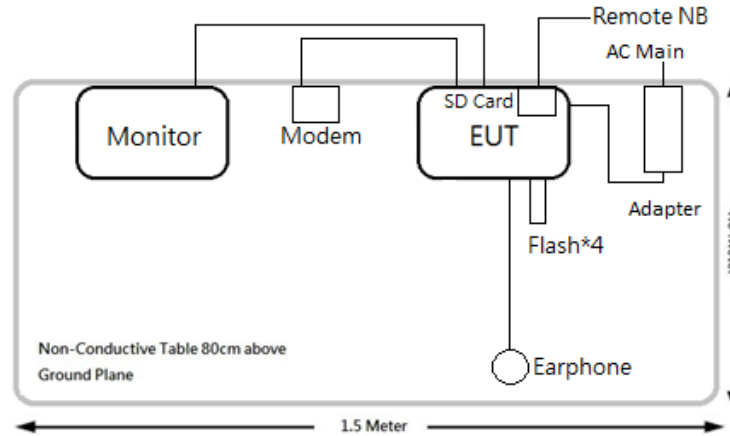 Remote NB
AC Main
SD Card
Monitor
Modem
EUT
Adapter
Flash*4
Non-Conductive Table 80cm above
Ground Plane
Earphone
1.5 Meter